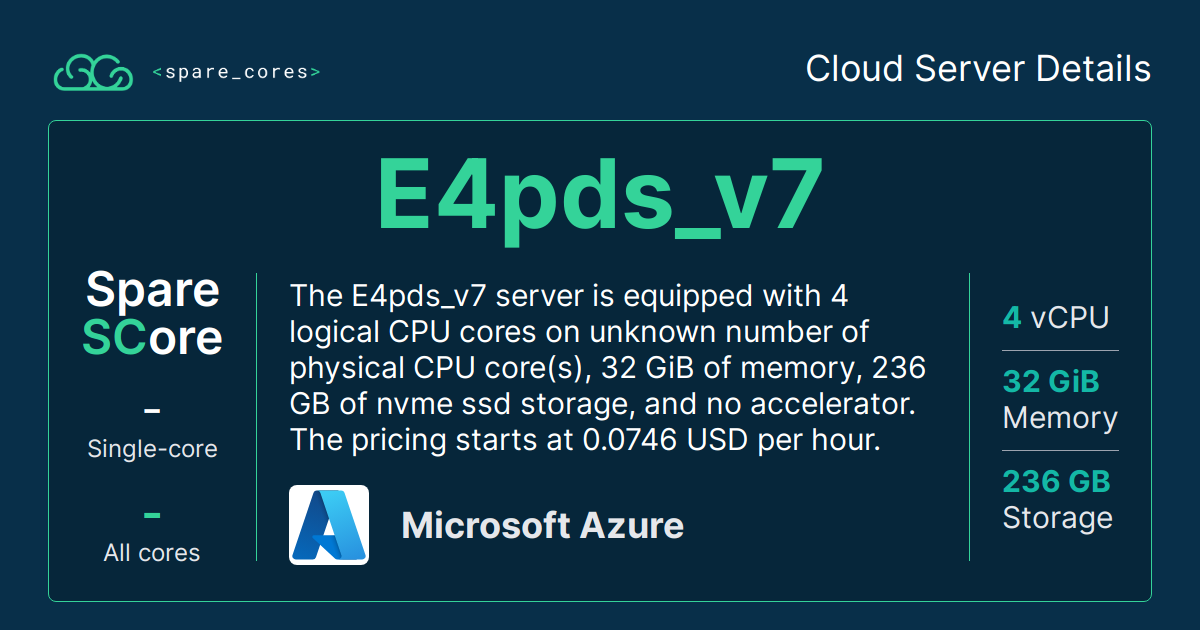 <spare_cores>
Cloud Server Details
E4pds_v7
Spare
SCore
–
Single-core
–
All cores
The E4pds_v7 server is equipped with 4
logical CPU cores on unknown number of
physical CPU core(s), 32 GiB of memory, 236
GB of nvme ssd storage, and no accelerator.
The pricing starts at 0.0746 USD per hour.
Microsoft Azure
4 vCPU
32 GiB
Memory
236 GB
Storage